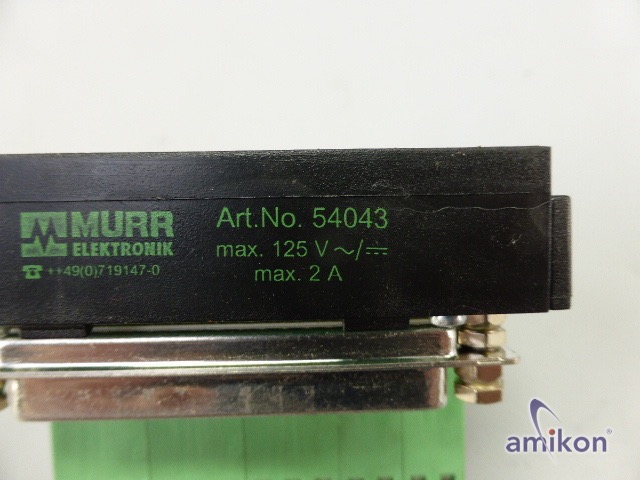 MURR
ELEKTRONIK
☎ ++49(0)719147-0
Art.No. 54043
max. 125 V ~/⎓
max. 2 A
amikon